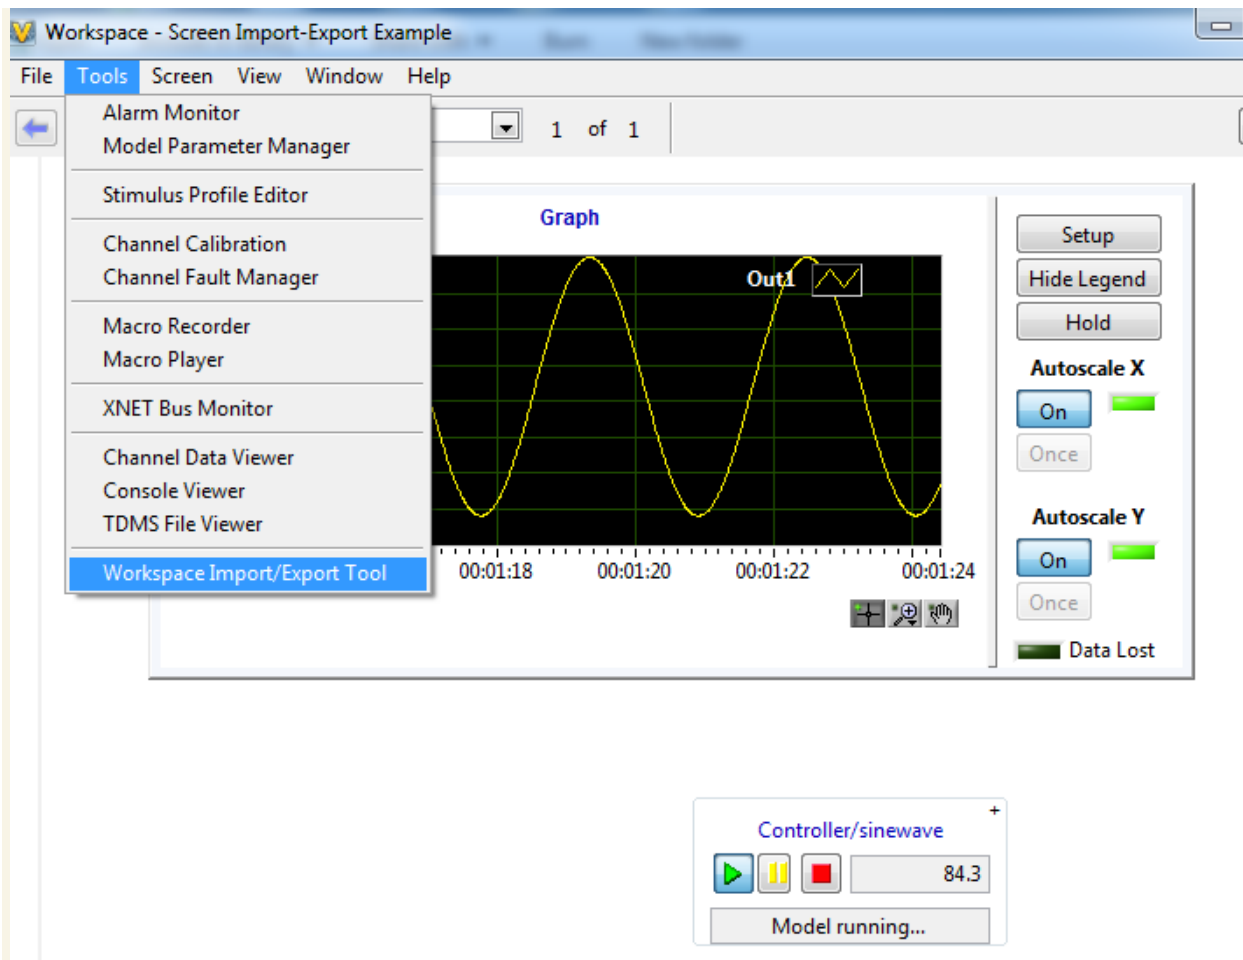 Workspace - Screen Import-Export Example
File Tools Screen View Window Help
Alarm Monitor
Model Parameter Manager
Stimulus Profile Editor
Channel Calibration
Channel Fault Manager
Macro Recorder
Macro Player
XNET Bus Monitor
Channel Data Viewer
Console Viewer
TDMS File Viewer
Workspace Import/Export Tool
1 of 1
Graph
Out1
00:01:18 00:01:20 00:01:22 00:01:24
Setup
Hide Legend
Hold
Autoscale X
On
Once
Autoscale Y
On
Once
Data Lost
+
Controller/sinewave
84.3
Model running...